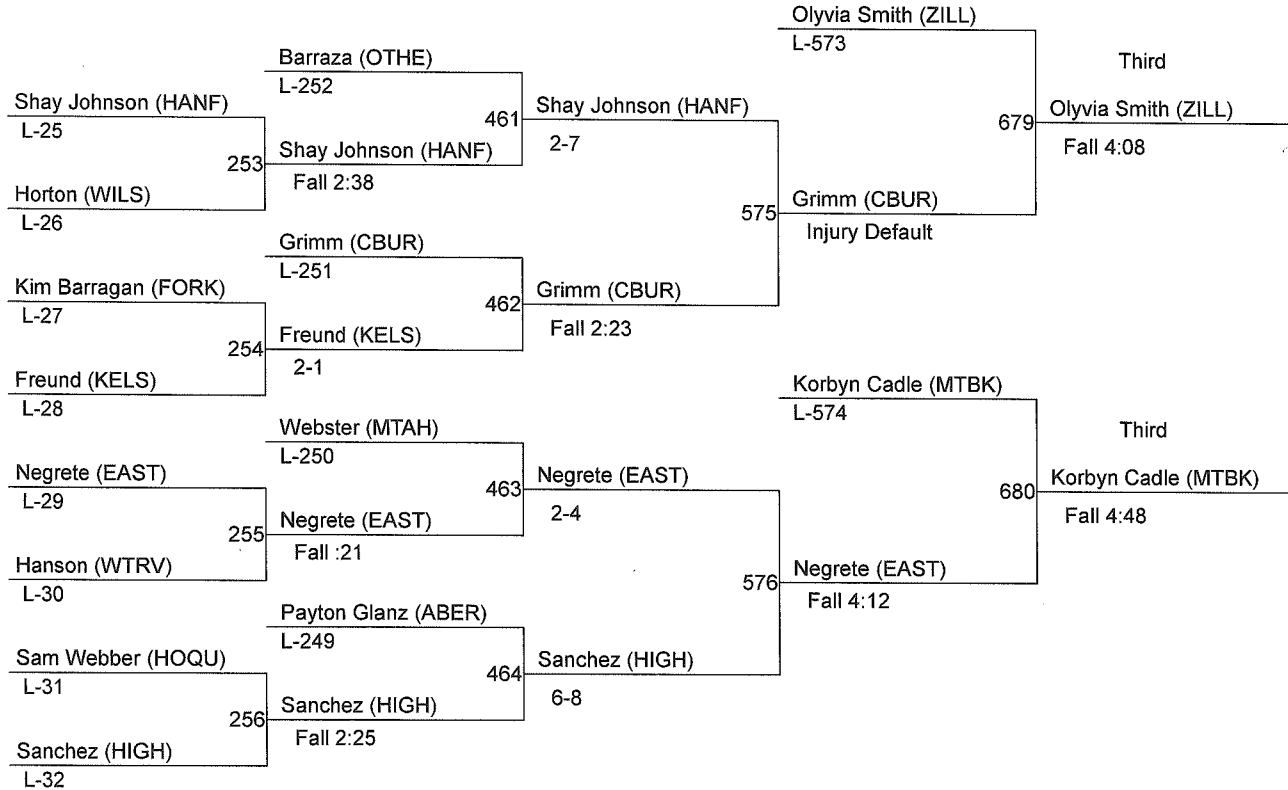 Olyvia Smith (ZILL)
L-573
Third
Barraza (OTHE)
L-252
Shay Johnson (HANF)
L-25
461
Shay Johnson (HANF)
2-7
679
Olyvia Smith (ZILL)
Fall 4:08
253
Shay Johnson (HANF)
Fall 2:38
Horton (WILS)
L-26
575
Grimm (CBUR)
Injury Default
Grimm (CBUR)
L-251
Kim Barragan (FORK)
L-27
462
Grimm (CBUR)
Fall 2:23
254
Freund (KELS)
2-1
Freund (KELS)
L-28
Korbyn Cadle (MTBK)
L-574
Third
Webster (MTAH)
L-250
Negrete (EAST)
L-29
463
Negrete (EAST)
2-4
680
Korbyn Cadle (MTBK)
Fall 4:48
255
Negrete (EAST)
Fall :21
Hanson (WTRV)
L-30
576
Negrete (EAST)
Fall 4:12
Payton Glanz (ABER)
L-249
Sam Webber (HOQU)
L-31
464
Sanchez (HIGH)
6-8
256
Sanchez (HIGH)
Fall 2:25
Sanchez (HIGH)
L-32